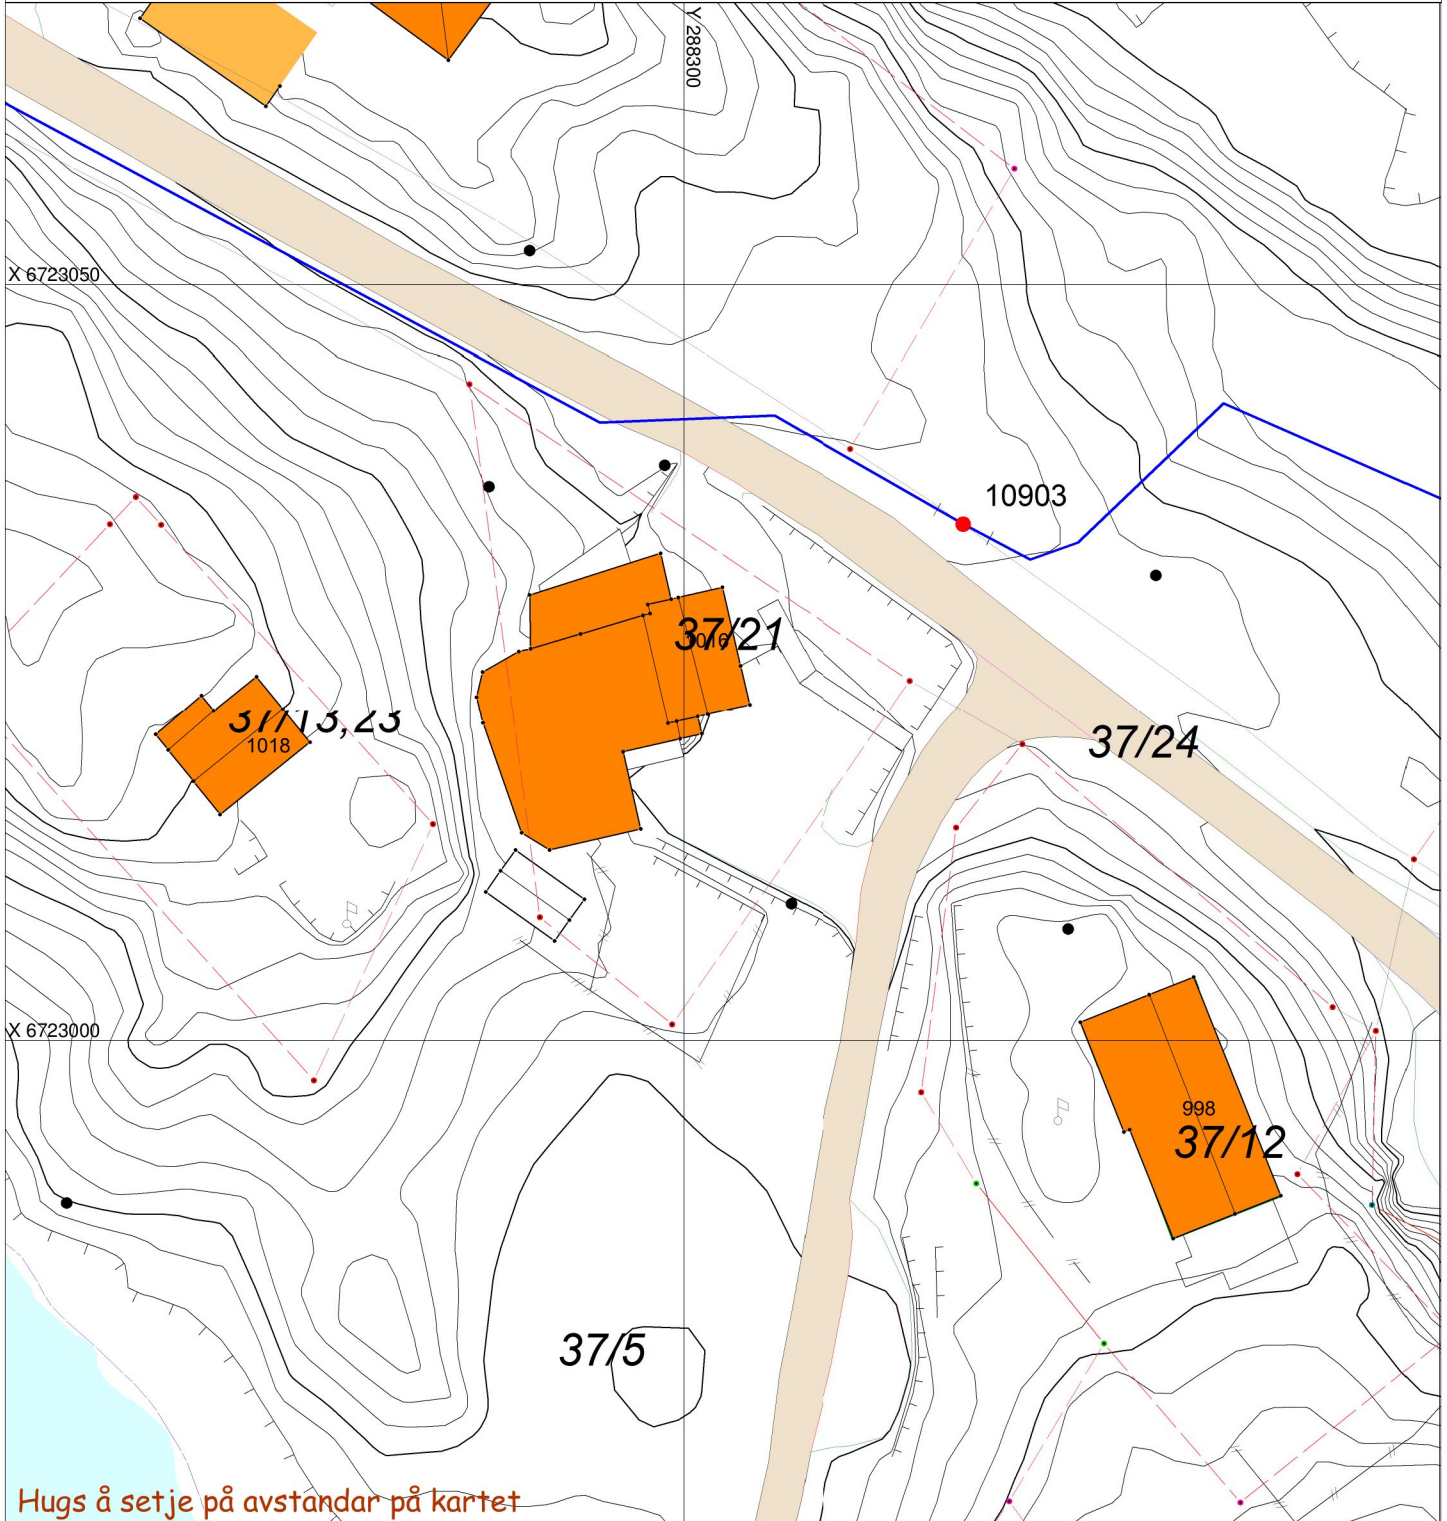 Y 288300
X 6723050
10903
37/21
1016
37/13,23
1018
37/24
X 6723000
998
37/12
37/5
Hugs å setje på avstandar på kartet